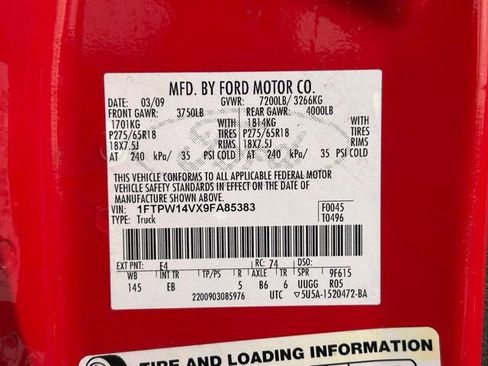 MFD. BY FORD MOTOR CO.
DATE: 03/09 GVWR: 7200LB/ 3266KG
FRONT GAWR: 3750LB REAR GAWR: 4000LB
1701KG WITH 1814KG WITH
P275/65R18 TIRES P275/65R18 TIRES
18X7.5J RIMS 18X7.5J RIMS
AT 240 kPa/ 35 PSI COLD AT 240 kPa/ 35 PSI COLD
THIS VEHICLE CONFORMS TO ALL APPLICABLE FEDERAL MOTOR
VEHICLE SAFETY STANDARDS IN EFFECT ON THE DATE OF
MANUFACTURE SHOWN ABOVE.
VIN: 1FTPW14VX9FA85383 F0045
TYPE: Truck T0496
EXT PNT: E4 RC: 74 DSO:
WB INT TR TP/PS R AXLE TR S 9F615
145 EB 5 B6 6 UUGG R05
2200903085976 UTC ▽5U5A-1520472-BA
TIRE AND LOADING INFORMATION